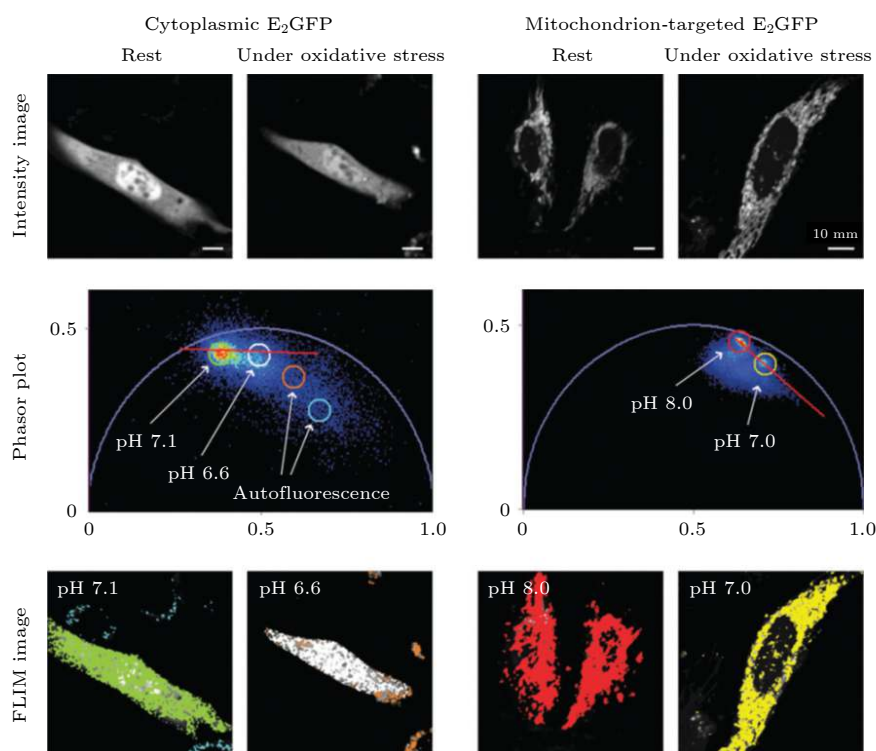 Cytoplasmic E₂GFP
Mitochondrion-targeted E₂GFP
Rest
Under oxidative stress
Rest
Under oxidative stress
Intensity image
10 mm
Phasor plot
0.5
0
0
0.5
1.0
pH 7.1
pH 6.6
Autofluorescence
0.5
0
0
0.5
1.0
pH 8.0
pH 7.0
FLIM image
pH 7.1
pH 6.6
pH 8.0
pH 7.0